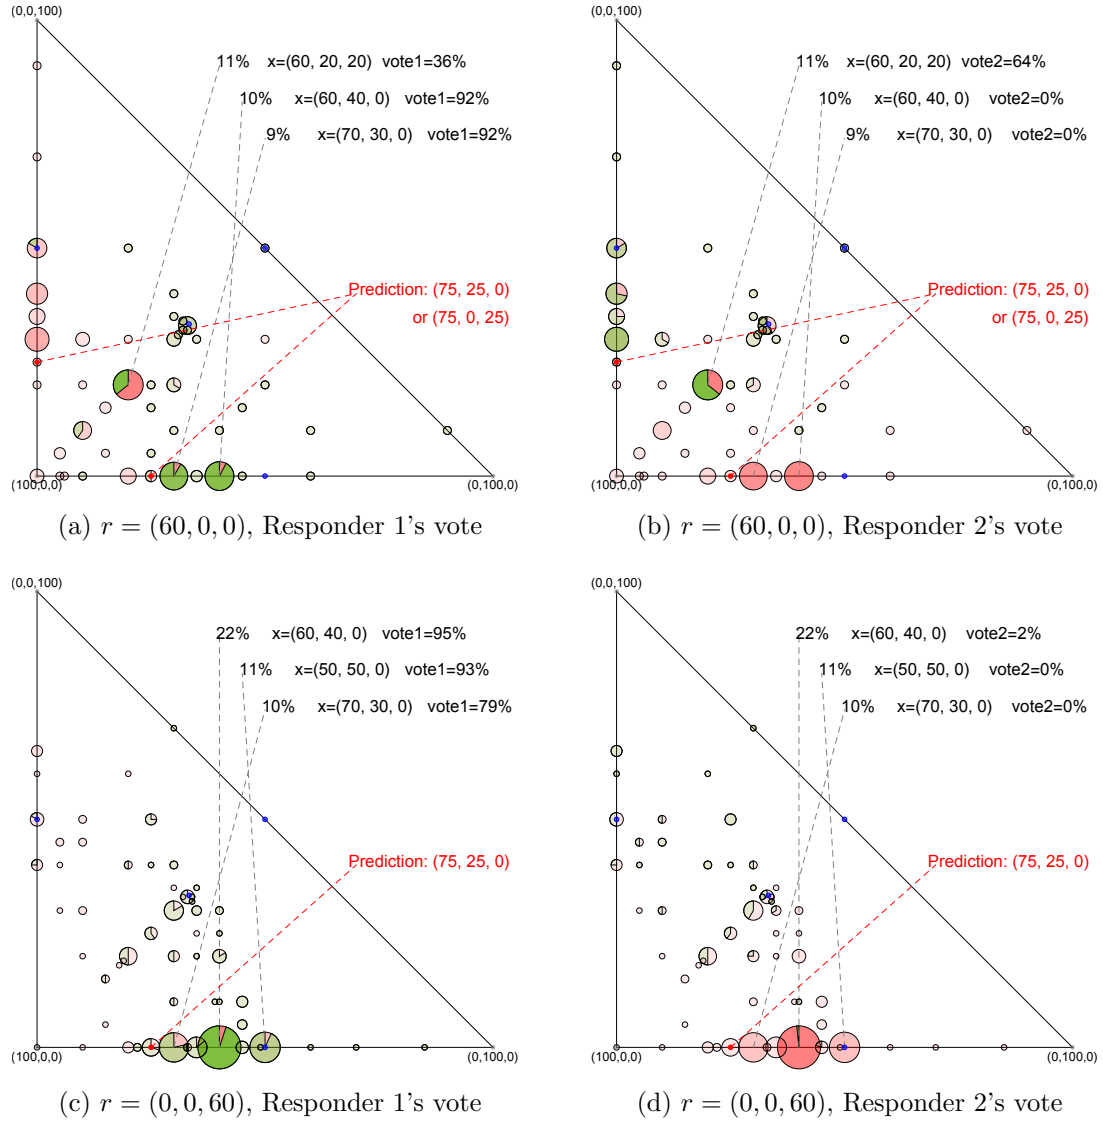 (0,0,100)
11% x=(60, 20, 20) vote1=36%
10% x=(60, 40, 0) vote1=92%
9% x=(70, 30, 0) vote1=92%
Prediction: (75, 25, 0)
or (75, 0, 25)
(100,0,0)
(0,100,0)
(a) r = (60, 0, 0), Responder 1's vote
(0,0,100)
11% x=(60, 20, 20) vote2=64%
10% x=(60, 40, 0) vote2=0%
9% x=(70, 30, 0) vote2=0%
Prediction: (75, 25, 0)
or (75, 0, 25)
(100,0,0)
(0,100,0)
(b) r = (60, 0, 0), Responder 2's vote
(0,0,100)
22% x=(60, 40, 0) vote1=95%
11% x=(50, 50, 0) vote1=93%
10% x=(70, 30, 0) vote1=79%
Prediction: (75, 25, 0)
(100,0,0)
(0,100,0)
(c) r = (0, 0, 60), Responder 1's vote
(0,0,100)
22% x=(60, 40, 0) vote2=2%
11% x=(50, 50, 0) vote2=0%
10% x=(70, 30, 0) vote2=0%
Prediction: (75, 25, 0)
(100,0,0)
(0,100,0)
(d) r = (0, 0, 60), Responder 2's vote